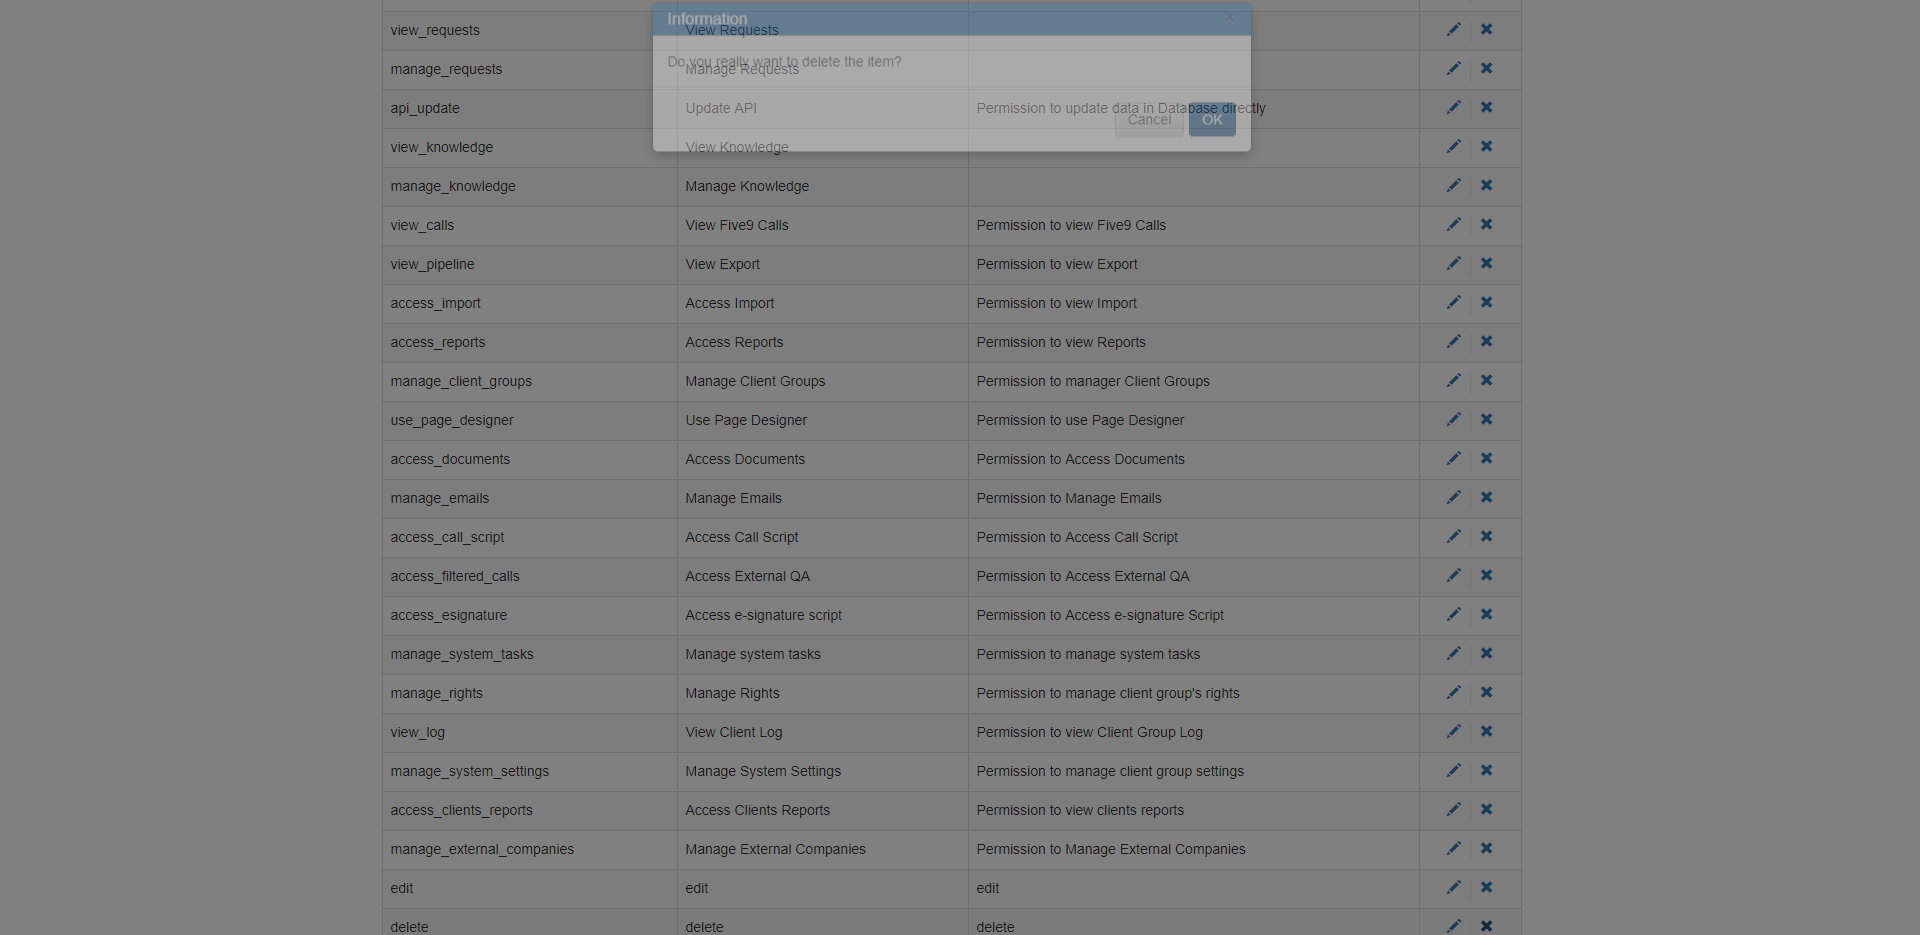 Information ×
view_requests View Requests
Do you really want to delete the item?
manage_requests Manage Requests
api_update Update API Permission to update data in Database directly
Cancel OK
view_knowledge View Knowledge
manage_knowledge Manage Knowledge
view_calls View Five9 Calls Permission to view Five9 Calls
view_pipeline View Export Permission to view Export
access_import Access Import Permission to view Import
access_reports Access Reports Permission to view Reports
manage_client_groups Manage Client Groups Permission to manager Client Groups
use_page_designer Use Page Designer Permission to use Page Designer
access_documents Access Documents Permission to Access Documents
manage_emails Manage Emails Permission to Manage Emails
access_call_script Access Call Script Permission to Access Call Script
access_filtered_calls Access External QA Permission to Access External QA
access_esignature Access e-signature script Permission to Access e-signature Script
manage_system_tasks Manage system tasks Permission to manage system tasks
manage_rights Manage Rights Permission to manage client group's rights
view_log View Client Log Permission to view Client Group Log
manage_system_settings Manage System Settings Permission to manage client group settings
access_clients_reports Access Clients Reports Permission to view clients reports
manage_external_companies Manage External Companies Permission to Manage External Companies
edit edit edit
delete delete delete